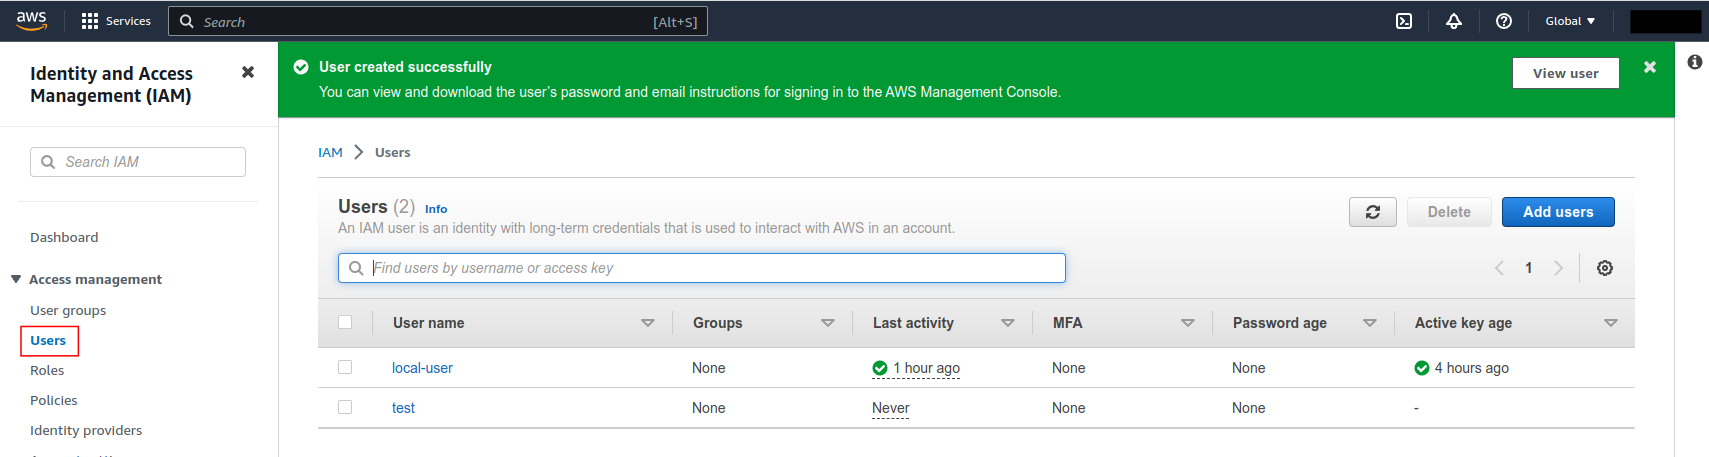 aws
Services
Search
[Alt+S]
Global
Identity and Access
Management (IAM)
Search IAM
Dashboard
Access management
User groups
Users
Roles
Policies
Identity providers
User created successfully
You can view and download the user's password and email instructions for signing in to the AWS Management Console.
View user
IAM > Users
Users (2) Info
An IAM user is an identity with long-term credentials that is used to interact with AWS in an account.
Delete
Add users
Find users by username or access key
1
User name Groups Last activity MFA Password age Active key age
local-user None 1 hour ago None None 4 hours ago
test None Never None None -